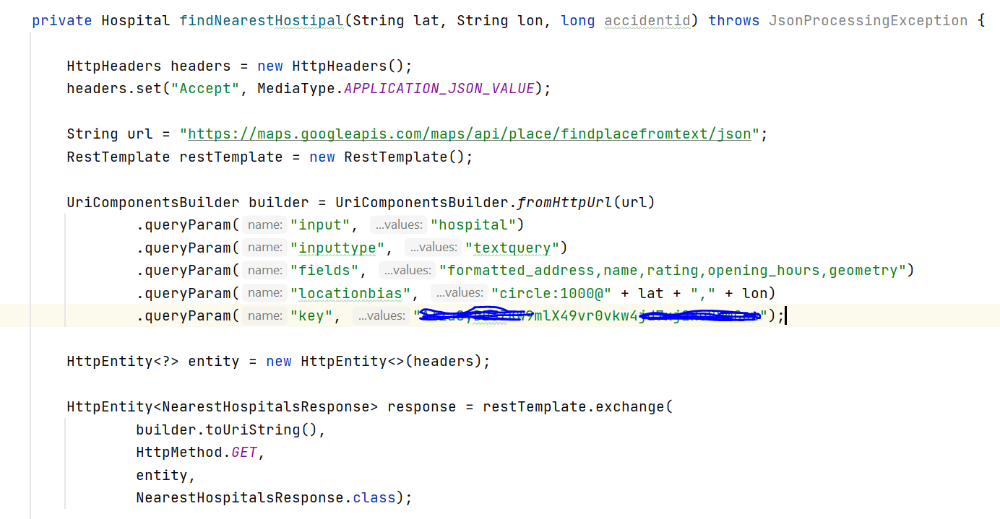 private Hospital findNearestHostipal(String lat, String lon, long accidentid) throws JsonProcessingException {
HttpHeaders headers = new HttpHeaders();
headers.set("Accept", MediaType.APPLICATION_JSON_VALUE);
String url = "https://maps.googleapis.com/maps/api/place/findplacefromtext/json";
RestTemplate restTemplate = new RestTemplate();
UriComponentsBuilder builder = UriComponentsBuilder.fromHttpUrl(url)
.queryParam( name: "input", ...values: "hospital")
.queryParam( name: "inputtype", ...values: "textquery")
.queryParam( name: "fields", ...values: "formatted_address,name,rating,opening_hours,geometry")
.queryParam( name: "locationbias", ...values: "circle:1000@" + lat + "," + lon)
.queryParam( name: "key", ...values: "");
HttpEntity<?> entity = new HttpEntity<>(headers);
HttpEntity<NearestHospitalsResponse> response = restTemplate.exchange(
builder.toUriString(),
HttpMethod.GET,
entity,
NearestHospitalsResponse.class);